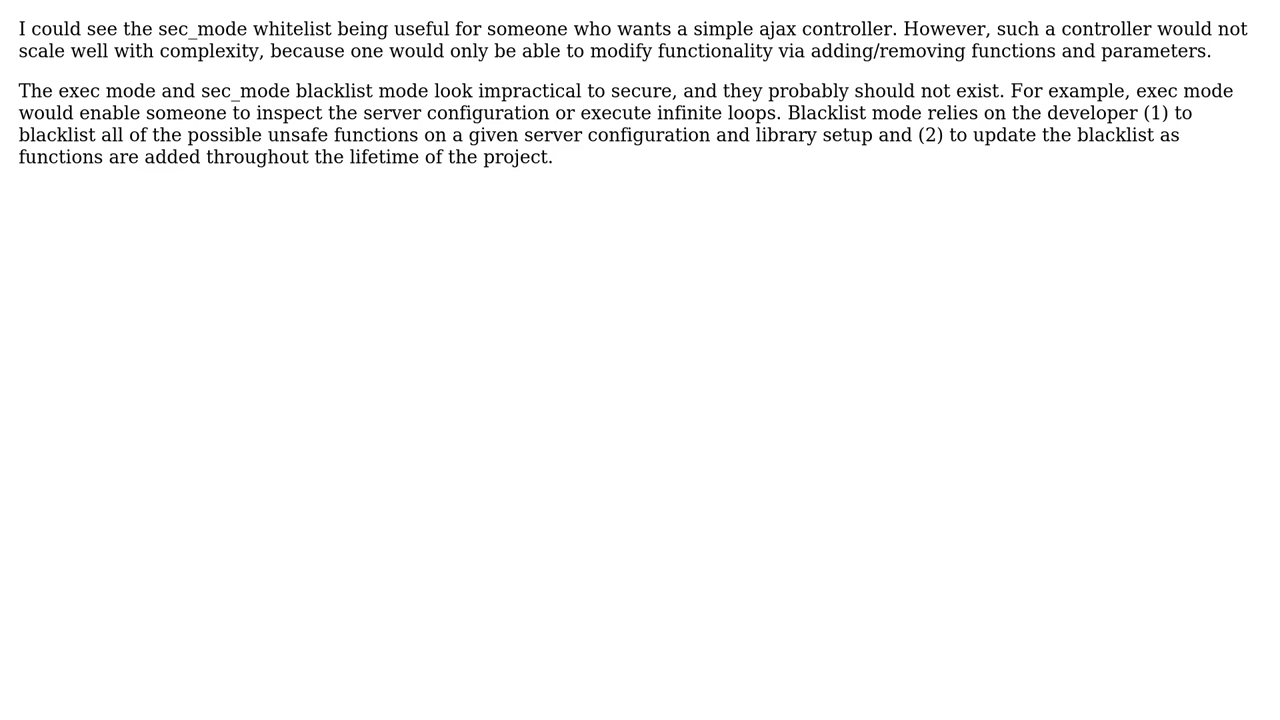 I could see the sec_mode whitelist being useful for someone who wants a simple ajax controller. However, such a controller would not
scale well with complexity, because one would only be able to modify functionality via adding/removing functions and parameters.
The exec mode and sec_mode blacklist mode look impractical to secure, and they probably should not exist. For example, exec mode
would enable someone to inspect the server configuration or execute infinite loops. Blacklist mode relies on the developer (1) to
blacklist all of the possible unsafe functions on a given server configuration and library setup and (2) to update the blacklist as
functions are added throughout the lifetime of the project.